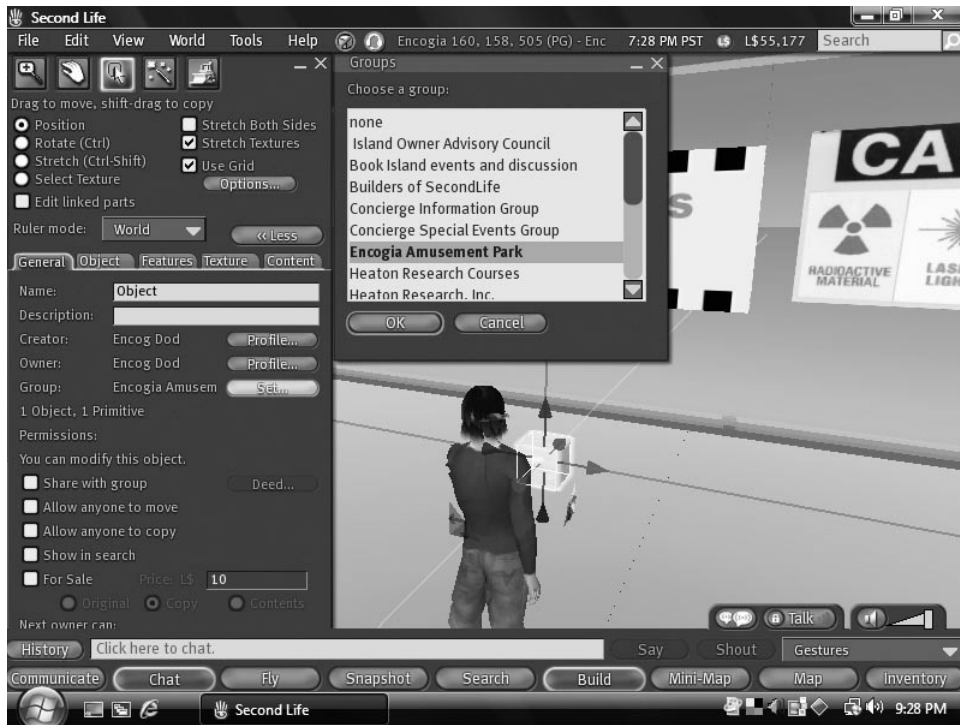 Second Life
File Edit View World Tools Help Encogia 160, 158, 505 (PG) - Enc 7:28 PM PST L$ L$55,177 Search
Drag to move, shift-drag to copy
Position Stretch Both Sides
Rotate (Ctrl) Stretch Textures
Stretch (Ctrl-Shift) Use Grid
Select Texture Options...
Edit linked parts
Ruler mode: World << Less
General Object Features Texture Content
Name: Object
Description:
Creator: Encog Dod Profile...
Owner: Encog Dod Profile...
Group: Encogia Amusem Set...
1 Object, 1 Primitive
Permissions:
You can modify this object.
Share with group Deed...
Allow anyone to move
Allow anyone to copy
Show in search
For Sale Price: L$ 10
Original Copy Contents
Next owner can:
Groups
Choose a group:
none
Island Owner Advisory Council
Book Island events and discussion
Builders of SecondLife
Concierge Information Group
Concierge Special Events Group
Encogia Amusement Park
Heaton Research Courses
Heaton Research, Inc.
OK Cancel
S
CA
RADIOACTIVE
MATERIAL
LAS
LIGH
Talk
History Click here to chat. Say Shout Gestures
Communicate Chat Fly Snapshot Search Build Mini-Map Map Inventory
Second Life 9:28 PM